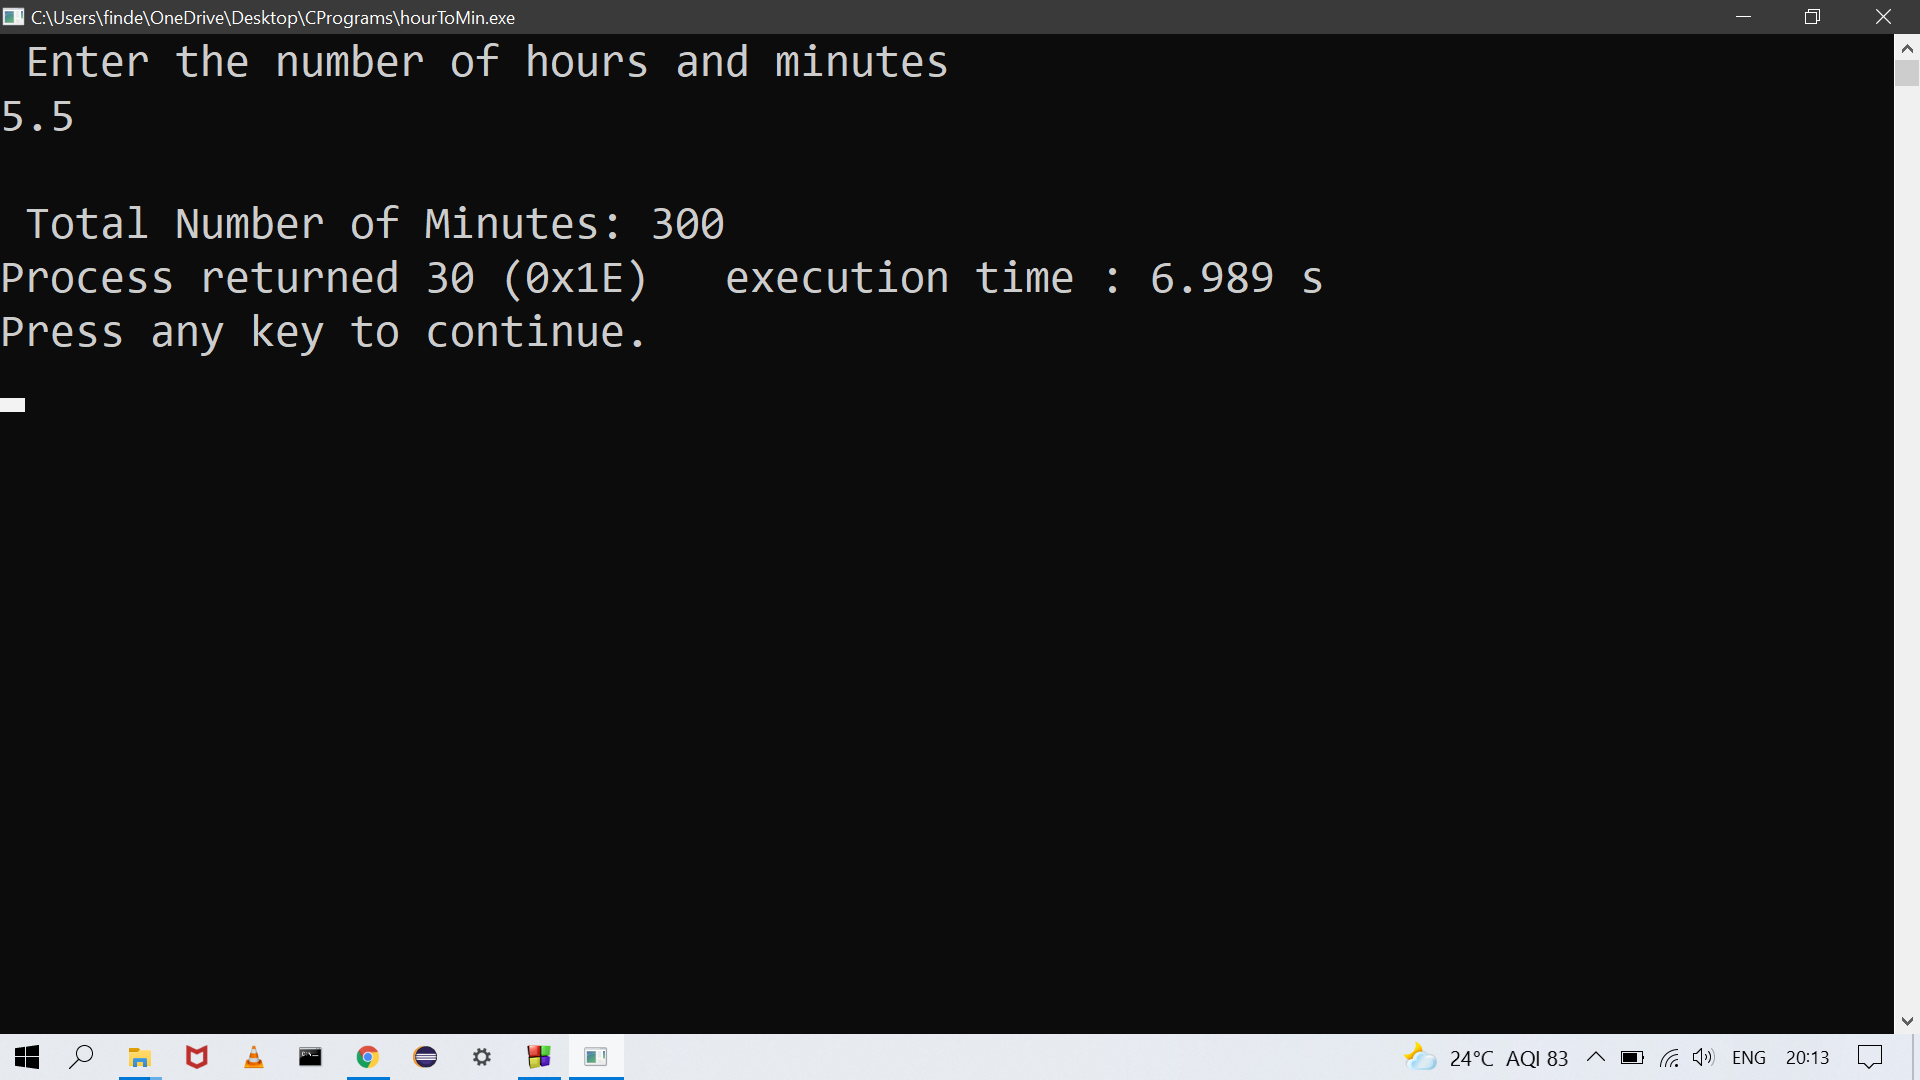 C:\Users\finde\OneDrive\Desktop\CPrograms\hourToMin.exe
Enter the number of hours and minutes
5.5
Total Number of Minutes: 300
Process returned 30 (0x1E)   execution time : 6.989 s
Press any key to continue.
24°C AQI 83 ENG 20:13